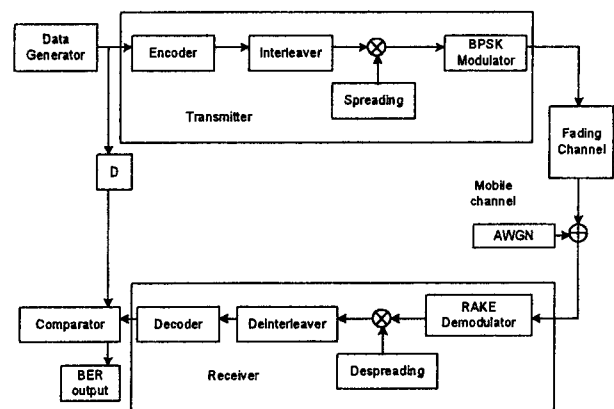 Data
Generator
Encoder
Interleaver
BPSK
Modulator
Spreading
Transmitter
Fading
Channel
D
Mobile
channel
AWGN
RAKE
Demodulator
Comparator
Decoder
DeInterleaver
Despreading
Receiver
BER
output